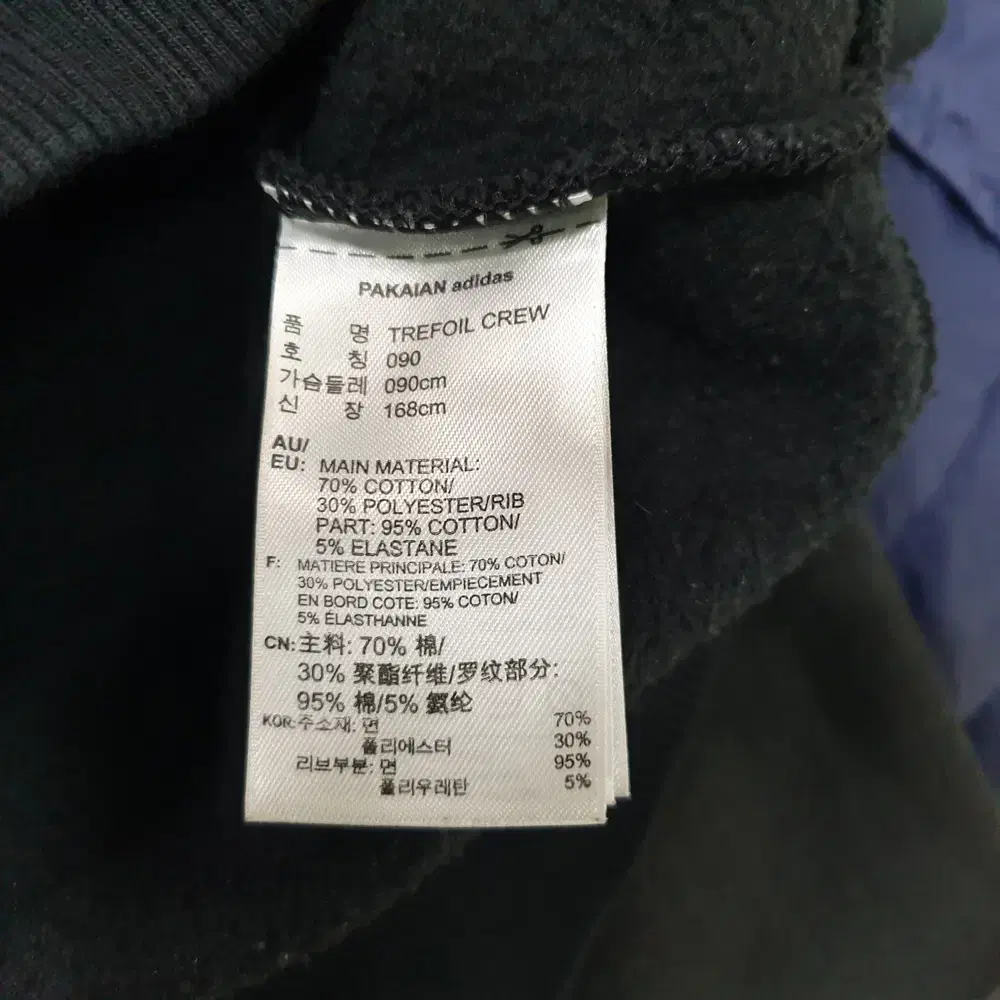 PAKAIAN adidas
품 명 TREFOIL CREW
호 칭 090
가슴둘레 090cm
신 장 168cm
AU/
EU: MAIN MATERIAL:
70% COTTON/
30% POLYESTER/RIB
PART: 95% COTTON/
5% ELASTANE
F: MATIERE PRINCIPALE: 70% COTON/
30% POLYESTER/EMPIECEMENT
EN BORD COTE: 95% COTON/
5% ÉLASTHANNE
CN: 主料: 70% 棉/
30% 聚酯纤维/罗纹部分:
95% 棉/5% 氨纶
KOR: 주소재: 면 70%
폴리에스터 30%
리브부분: 면 95%
폴리우레탄 5%